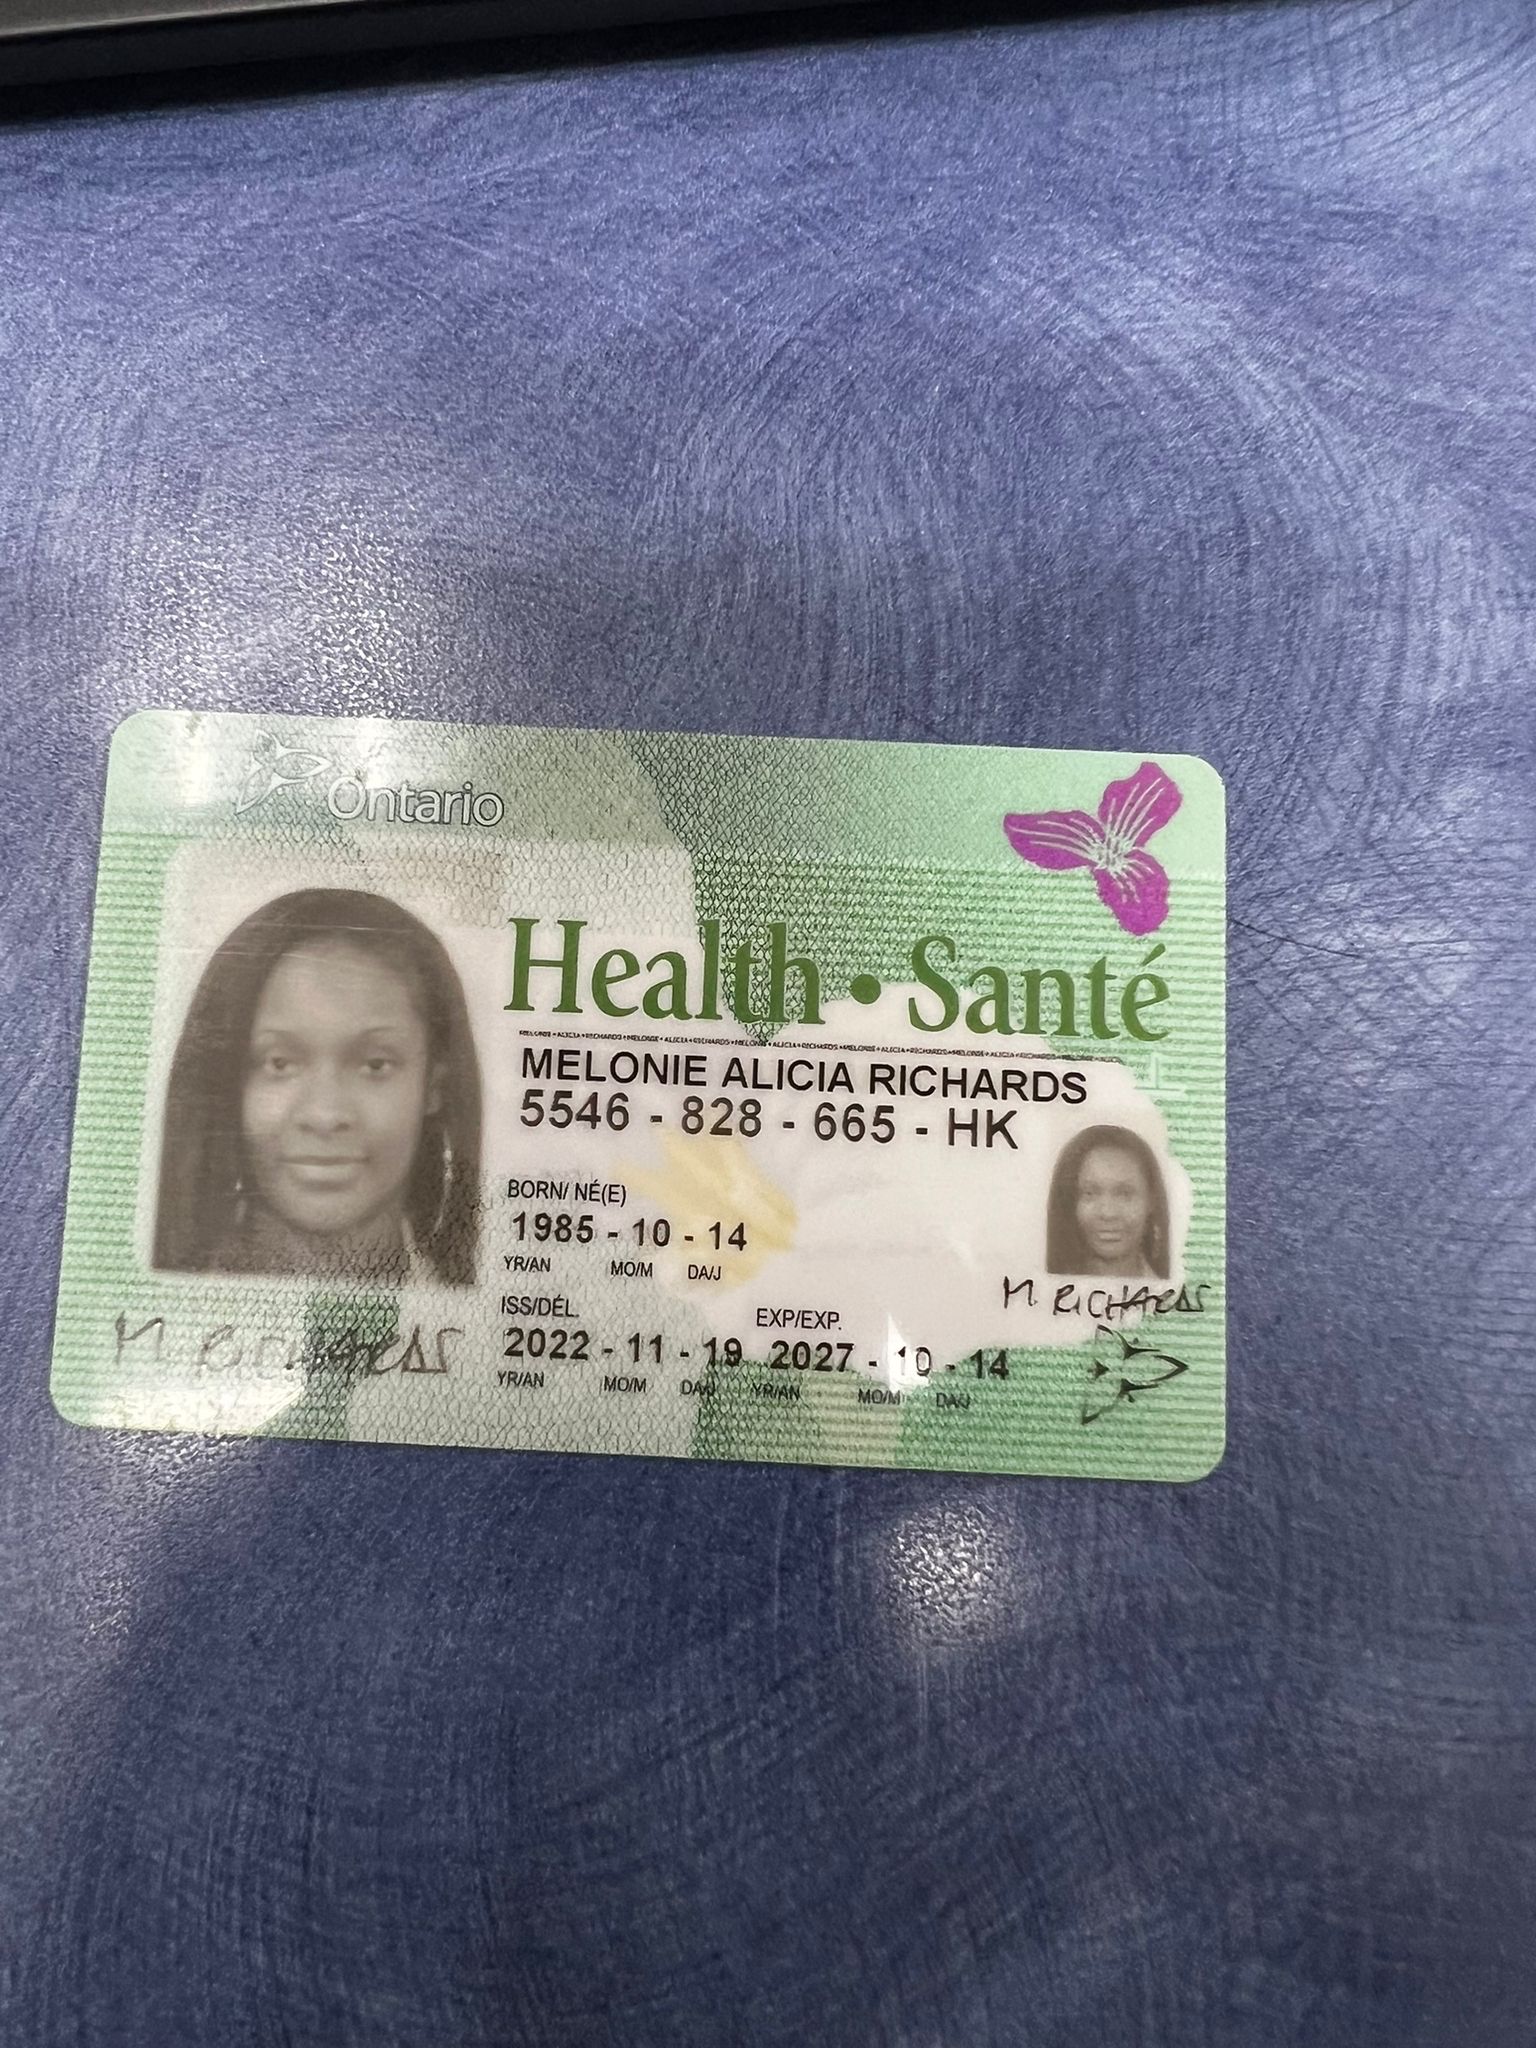 Ontario
Health • Santé
MELONIE ALICIA RICHARDS
5546 - 828 - 665 - HK
BORN/ NÉ(E)
1985 - 10 - 14
YR/AN MO/M DA/J
ISS/DÉL. EXP/EXP.
2022 - 11 - 19 2027 - 10 - 14
YR/AN MO/M DA/J YR/AN MO/M DA/J
M RICHARDS
M RICHARDS